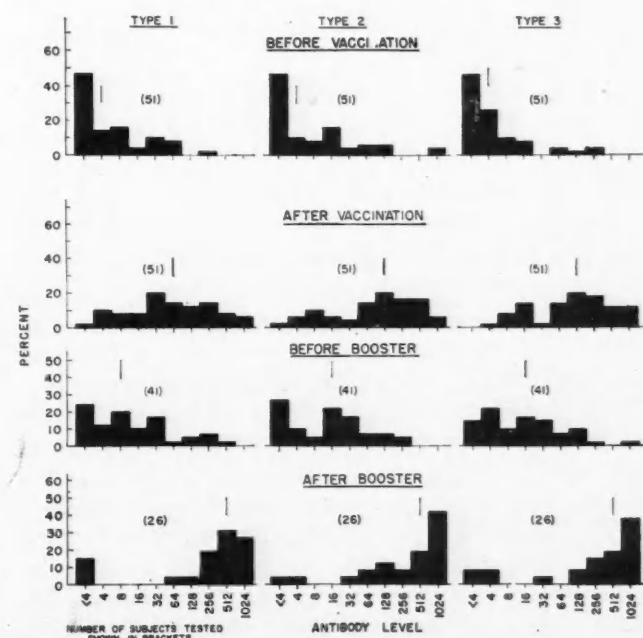 TYPE 1 TYPE 2 TYPE 3
BEFORE VACCINATION
60
40
20
0
(51) (51) (51)
AFTER VACCINATION
60
40
20
0
(51) (51) (51)
PERCENT
BEFORE BOOSTER
50
40
30
20
10
0
(41) (41) (41)
AFTER BOOSTER
50
40
30
20
10
0
(26) (26) (26)
<4 4 8 16 32 64 128 256 512 1024 <4 4 8 16 32 64 128 256 512 1024 <4 4 8 16 32 64 128 256 512 1024
NUMBER OF SUBJECTS TESTED
SHOWN IN BRACKETS
ANTIBODY LEVEL